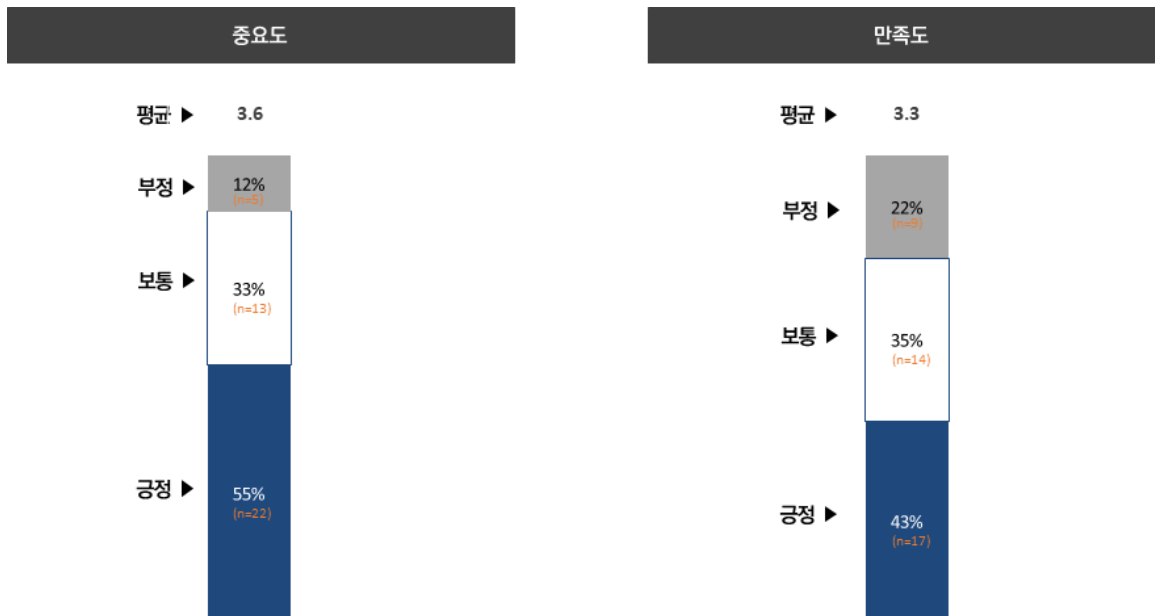 중요도
평균 ▶ 3.6
부정 ▶ 12%
(n=5)
보통 ▶ 33%
(n=13)
긍정 ▶ 55%
(n=22)
만족도
평균 ▶ 3.3
부정 ▶ 22%
(n=9)
보통 ▶ 35%
(n=14)
긍정 ▶ 43%
(n=17)